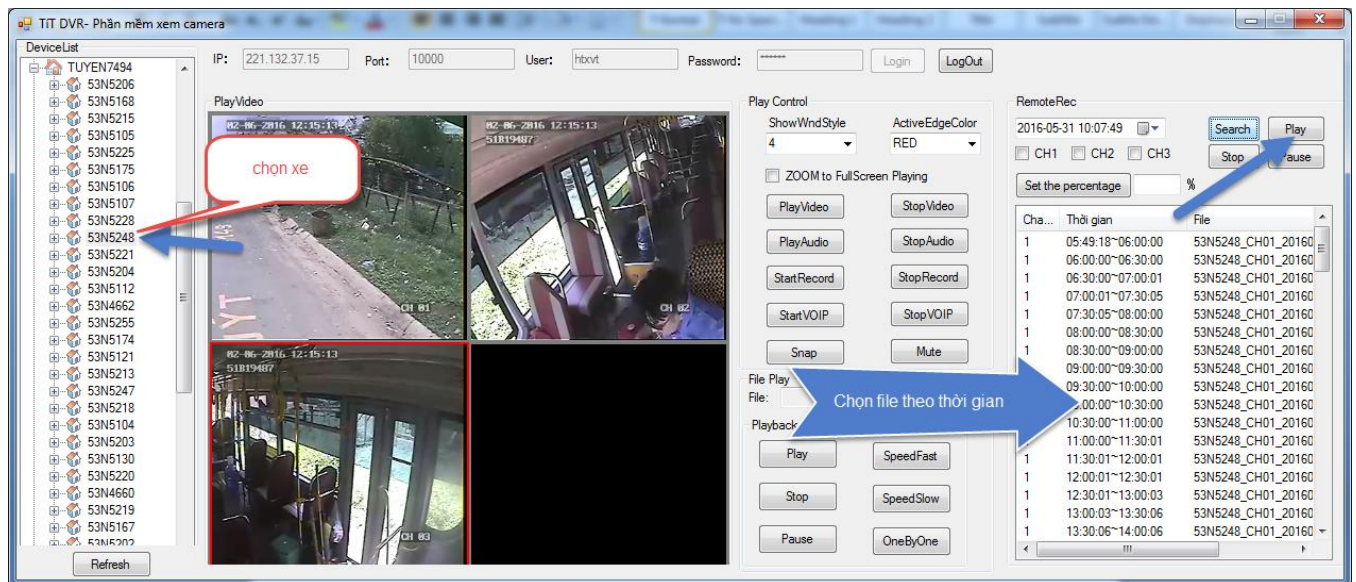 TiT DVR- Phần mềm xem camera
DeviceList
TUYEN7494
53N5206
53N5168
53N5215
53N5105
53N5225
53N5175
53N5106
53N5107
53N5228
53N5248
53N5221
53N5204
53N5112
53N4662
53N5255
53N5174
53N5121
53N5213
53N5247
53N5218
53N5104
53N5203
53N5130
53N5220
53N4660
53N5219
53N5167
53N5202
Refresh
chọn xe
IP: 221.132.37.15 Port: 10000 User: htxvt Password: ****** Login LogOut
PlayVideo
02-06-2016 12:15:13
CH 01
02-06-2016 12:15:13
51B19487
CH 02
02-06-2016 12:15:13
51B19487
CH 03
Play Control
ShowWndStyle ActiveEdgeColor
4 RED
ZOOM to FullScreen Playing
PlayVideo StopVideo
PlayAudio StopAudio
StartRecord StopRecord
StartVOIP StopVOIP
Snap Mute
File Play
File:
Chọn file theo thời gian
Playback
Play SpeedFast
Stop SpeedSlow
Pause OneByOne
RemoteRec
2016-05-31 10:07:49 Search Play
CH1 CH2 CH3 Stop Pause
Set the percentage %
Cha... Thời gian File
1 05:49:18~06:00:00 53N5248_CH01_20160
1 06:00:00~06:30:00 53N5248_CH01_20160
1 06:30:00~07:00:01 53N5248_CH01_20160
1 07:00:01~07:30:05 53N5248_CH01_20160
1 07:30:05~08:00:00 53N5248_CH01_20160
1 08:00:00~08:30:00 53N5248_CH01_20160
1 08:30:00~09:00:00 53N5248_CH01_20160
09:00:00~09:30:00 53N5248_CH01_20160
09:30:00~10:00:00 53N5248_CH01_20160
:00:00~10:30:00 53N5248_CH01_20160
10:30:00~11:00:00 53N5248_CH01_20160
1 11:00:00~11:30:01 53N5248_CH01_20160
1 11:30:01~12:00:01 53N5248_CH01_20160
1 12:00:01~12:30:01 53N5248_CH01_20160
1 12:30:01~13:00:03 53N5248_CH01_20160
1 13:00:03~13:30:06 53N5248_CH01_20160
1 13:30:06~14:00:06 53N5248_CH01_20160